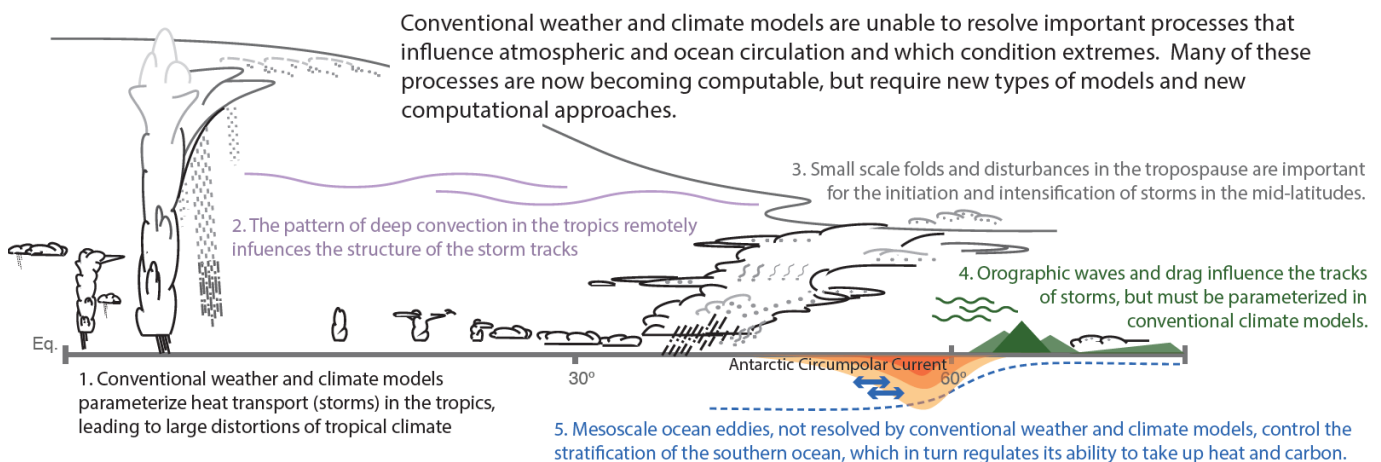 Conventional weather and climate models are unable to resolve important processes that
influence atmospheric and ocean circulation and which condition extremes. Many of these
processes are now becoming computable, but require new types of models and new
computational approaches.
3. Small scale folds and disturbances in the tropospause are important
for the initiation and intensification of storms in the mid-latitudes.
2. The pattern of deep convection in the tropics remotely
infuences the structure of the storm tracks
4. Orographic waves and drag influence the tracks
of storms, but must be parameterized in
conventional climate models.
Eq.
30º
Antarctic Circumpolar Current
60º
1. Conventional weather and climate models
parameterize heat transport (storms) in the tropics,
leading to large distortions of tropical climate
5. Mesoscale ocean eddies, not resolved by conventional weather and climate models, control the
stratification of the southern ocean, which in turn regulates its ability to take up heat and carbon.